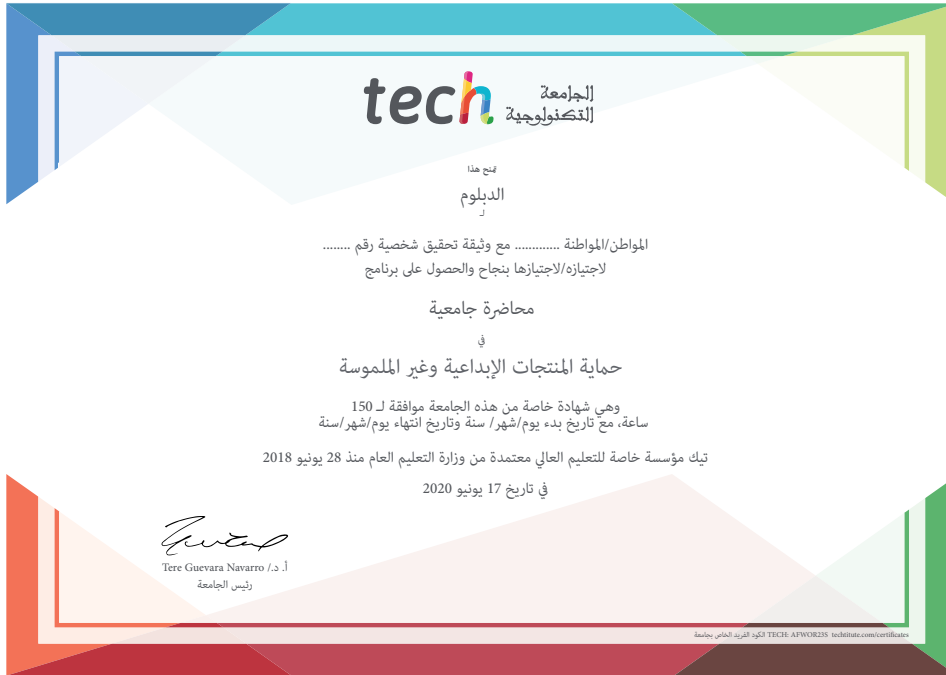 tech الجامعة
التكنولوجية
تمنح هذا
الدبلوم
لـ
المواطن/المواطنة ............ مع وثيقة تحقيق شخصية رقم ........
لاجتيازه/لاجتيازها بنجاح والحصول على برنامج
محاضرة جامعية
في
حماية المنتجات الإبداعية وغير الملموسة
وهي شهادة خاصة من هذه الجامعة موافقة لـ 150
ساعة، مع تاريخ بدء يوم/شهر/ سنة وتاريخ انتهاء يوم/شهر/سنة
تيك مؤسسة خاصة للتعليم العالي معتمدة من وزارة التعليم العام منذ 28 يونيو 2018
في تاريخ 17 يونيو 2020
أ. د./ Tere Guevara Navarro
رئيس الجامعة
الكود الفريد الخاص بجامعة TECH: AFWOR235 techtitute.com/certificates